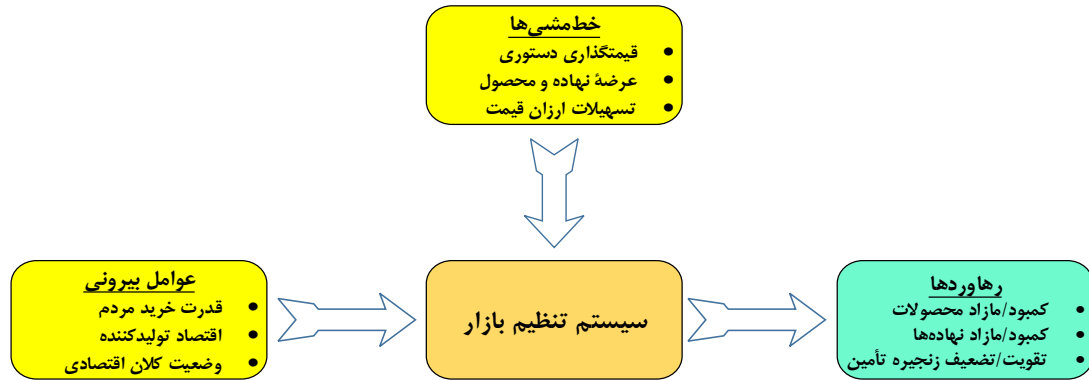 خط‌مشی‌ها
● قیمتگذاری دستوری
● عرضهٔ نهاده و محصول
● تسهیلات ارزان قیمت
عوامل بیرونی
● قدرت خرید مردم
● اقتصاد تولیدکننده
● وضعیت کلان اقتصادی
سیستم تنظیم بازار
رهاوردها
● کمبود/مازاد محصولات
● کمبود/مازاد نهاده‌ها
● تقویت/تضعیف زنجیره تأمین